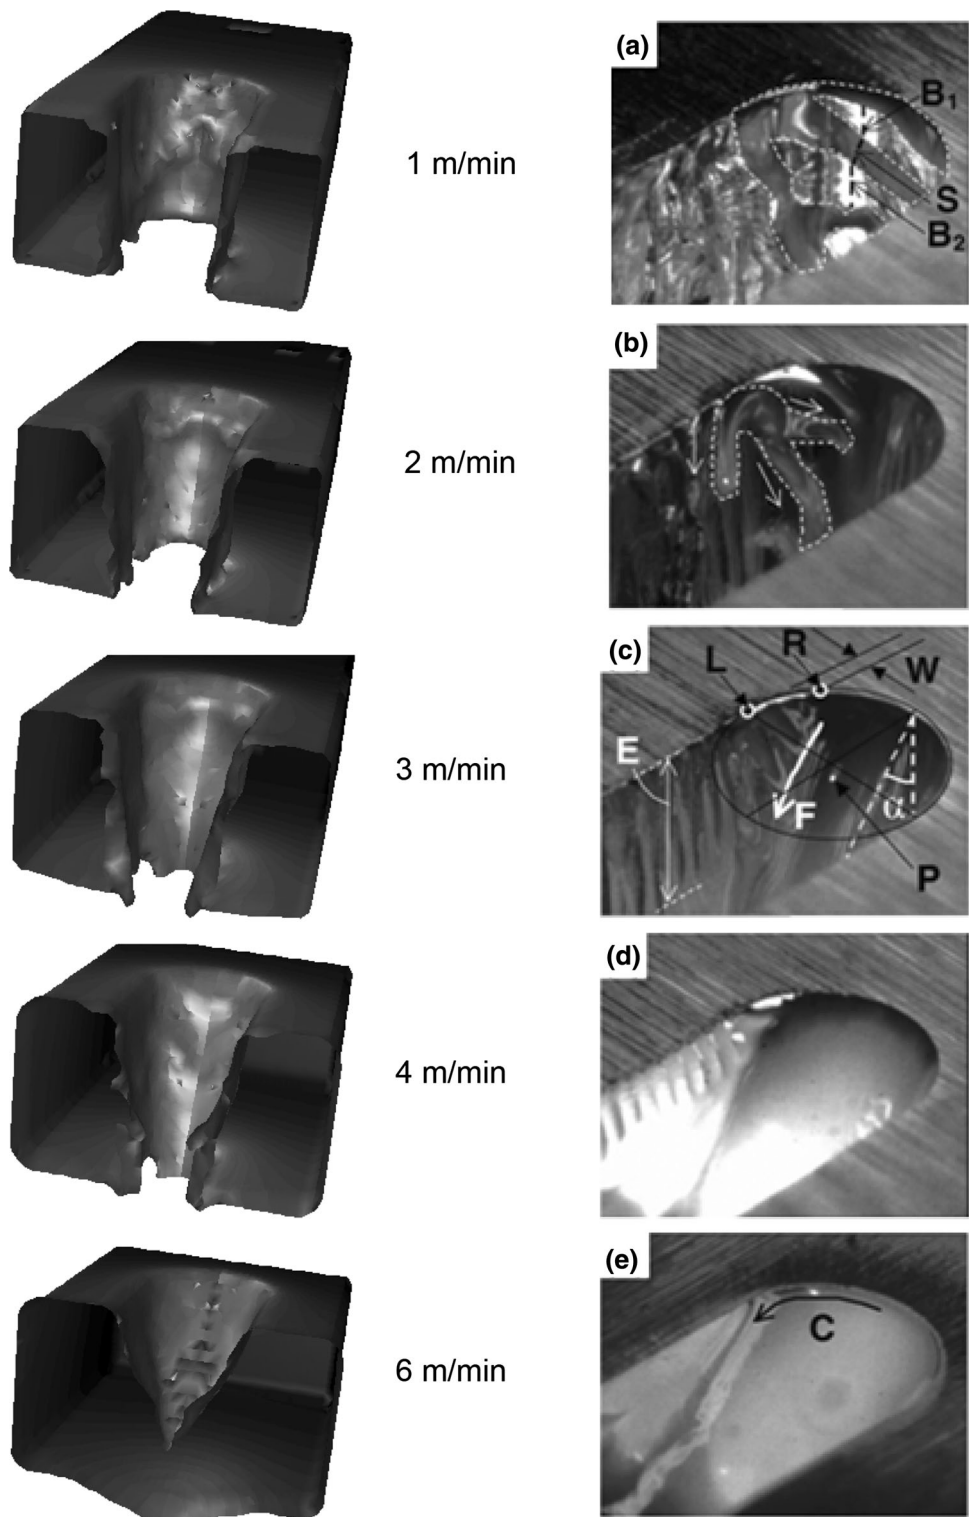 (a)
B1
1 m/min
S
B2
(b)
2 m/min
(c)
L
R
W
E
3 m/min
F
α
P
(d)
4 m/min
(e)
C
6 m/min